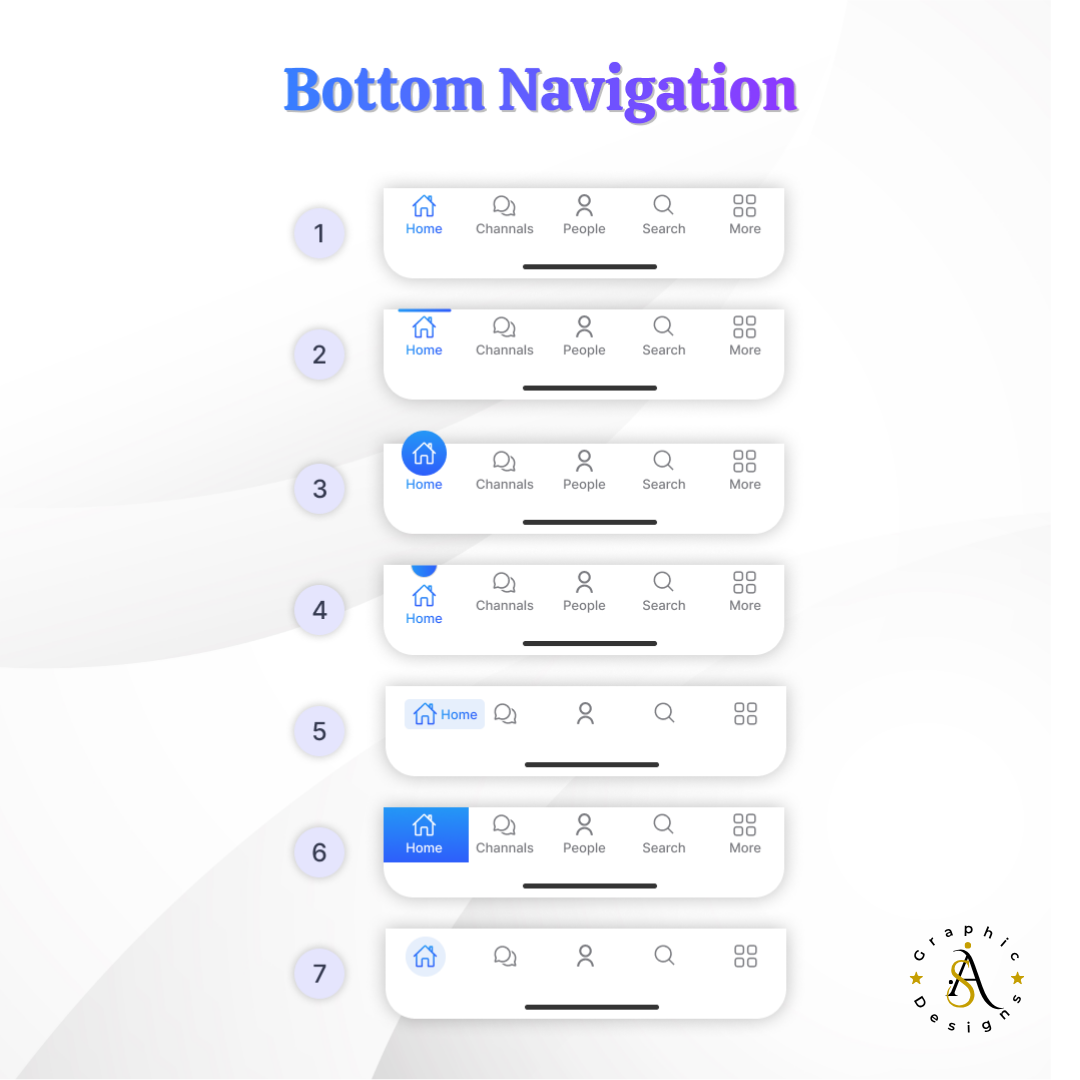 Bottom Navigation
1
Home Channals People Search More
2
Home Channals People Search More
3
Home Channals People Search More
4
Home Channals People Search More
5
Home
6
Home Channals People Search More
7
Graphic
SA
Designs